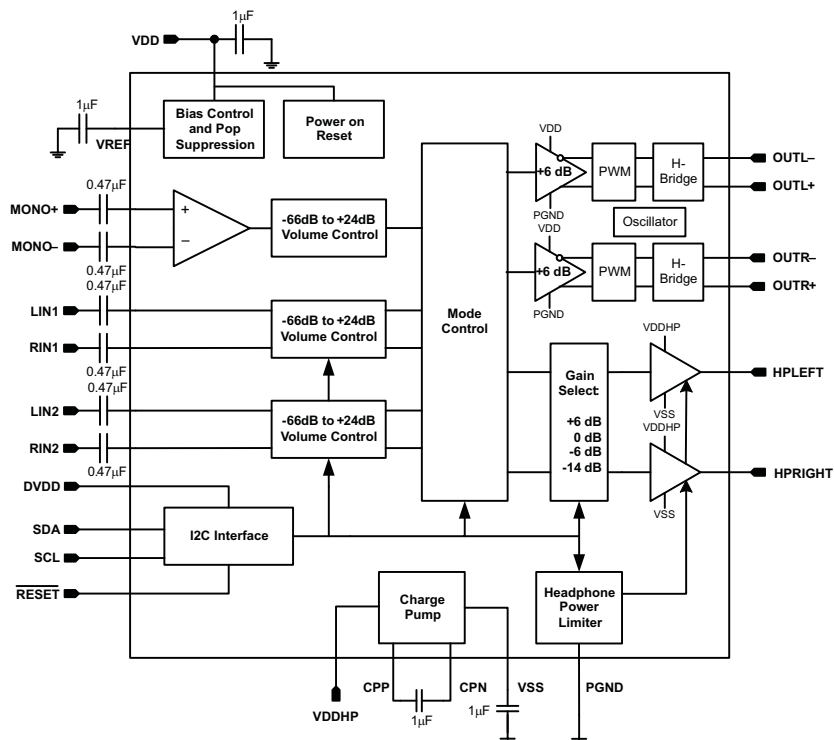 1μF
VDD
1μF
VREF
Bias Control
and Pop
Suppression
Power on
Reset
0.47μF
MONO+
MONO–
0.47μF
+
–
-66dB to +24dB
Volume Control
0.47μF
LIN1
RIN1
0.47μF
-66dB to +24dB
Volume Control
0.47μF
LIN2
RIN2
0.47μF
-66dB to +24dB
Volume Control
DVDD
SDA
SCL
RESET
I2C Interface
Mode
Control
VDD
+6 dB
PGND
PWM
H-
Bridge
OUTL–
OUTL+
Oscillator
VDD
+6 dB
PGND
PWM
H-
Bridge
OUTR–
OUTR+
Gain
Select:
+6 dB
0 dB
-6 dB
-14 dB
VDDHP
VSS
HPLEFT
VDDHP
VSS
HPRIGHT
Charge
Pump
Headphone
Power
Limiter
VDDHP
CPP
CPN
1μF
VSS
1μF
PGND